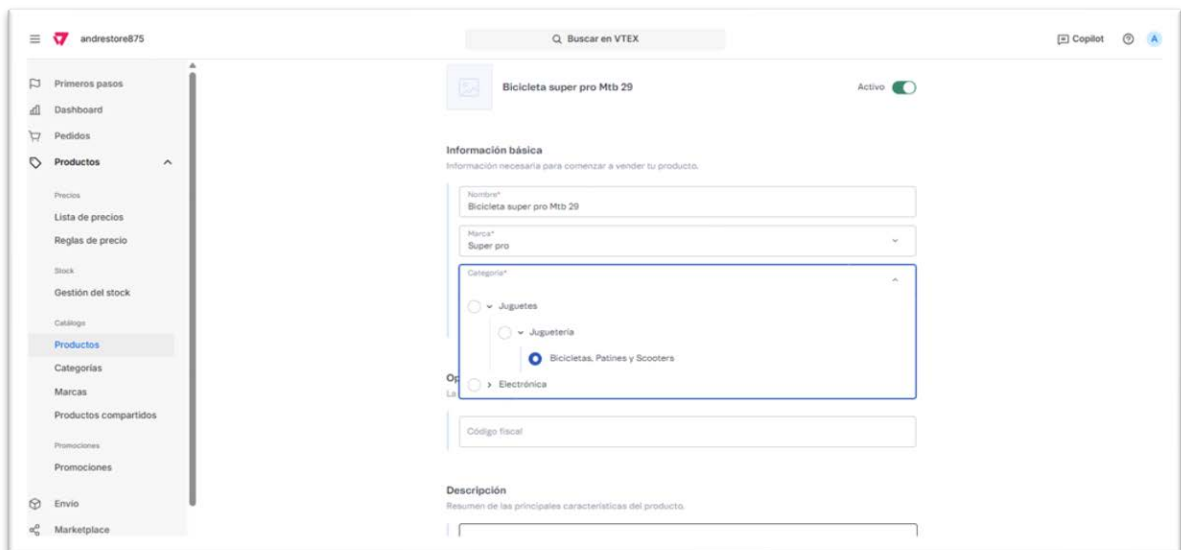 andrestore875
Buscar en VTEX
Copilot
A
Primeros pasos
Dashboard
Pedidos
Productos
Precios
Lista de precios
Reglas de precio
Stock
Gestión del stock
Catálogo
Productos
Categorías
Marcas
Productos compartidos
Promociones
Promociones
Envío
Marketplace
Bicicleta super pro Mtb 29
Activo
Información básica
Información necesaria para comenzar a vender tu producto.
Nombre*
Bicicleta super pro Mtb 29
Marca*
Super pro
Categoría*
Juguetes
Juguetería
Bicicletas, Patines y Scooters
Electrónica
Op
La
Código fiscal
Descripción
Resumen de las principales características del producto.